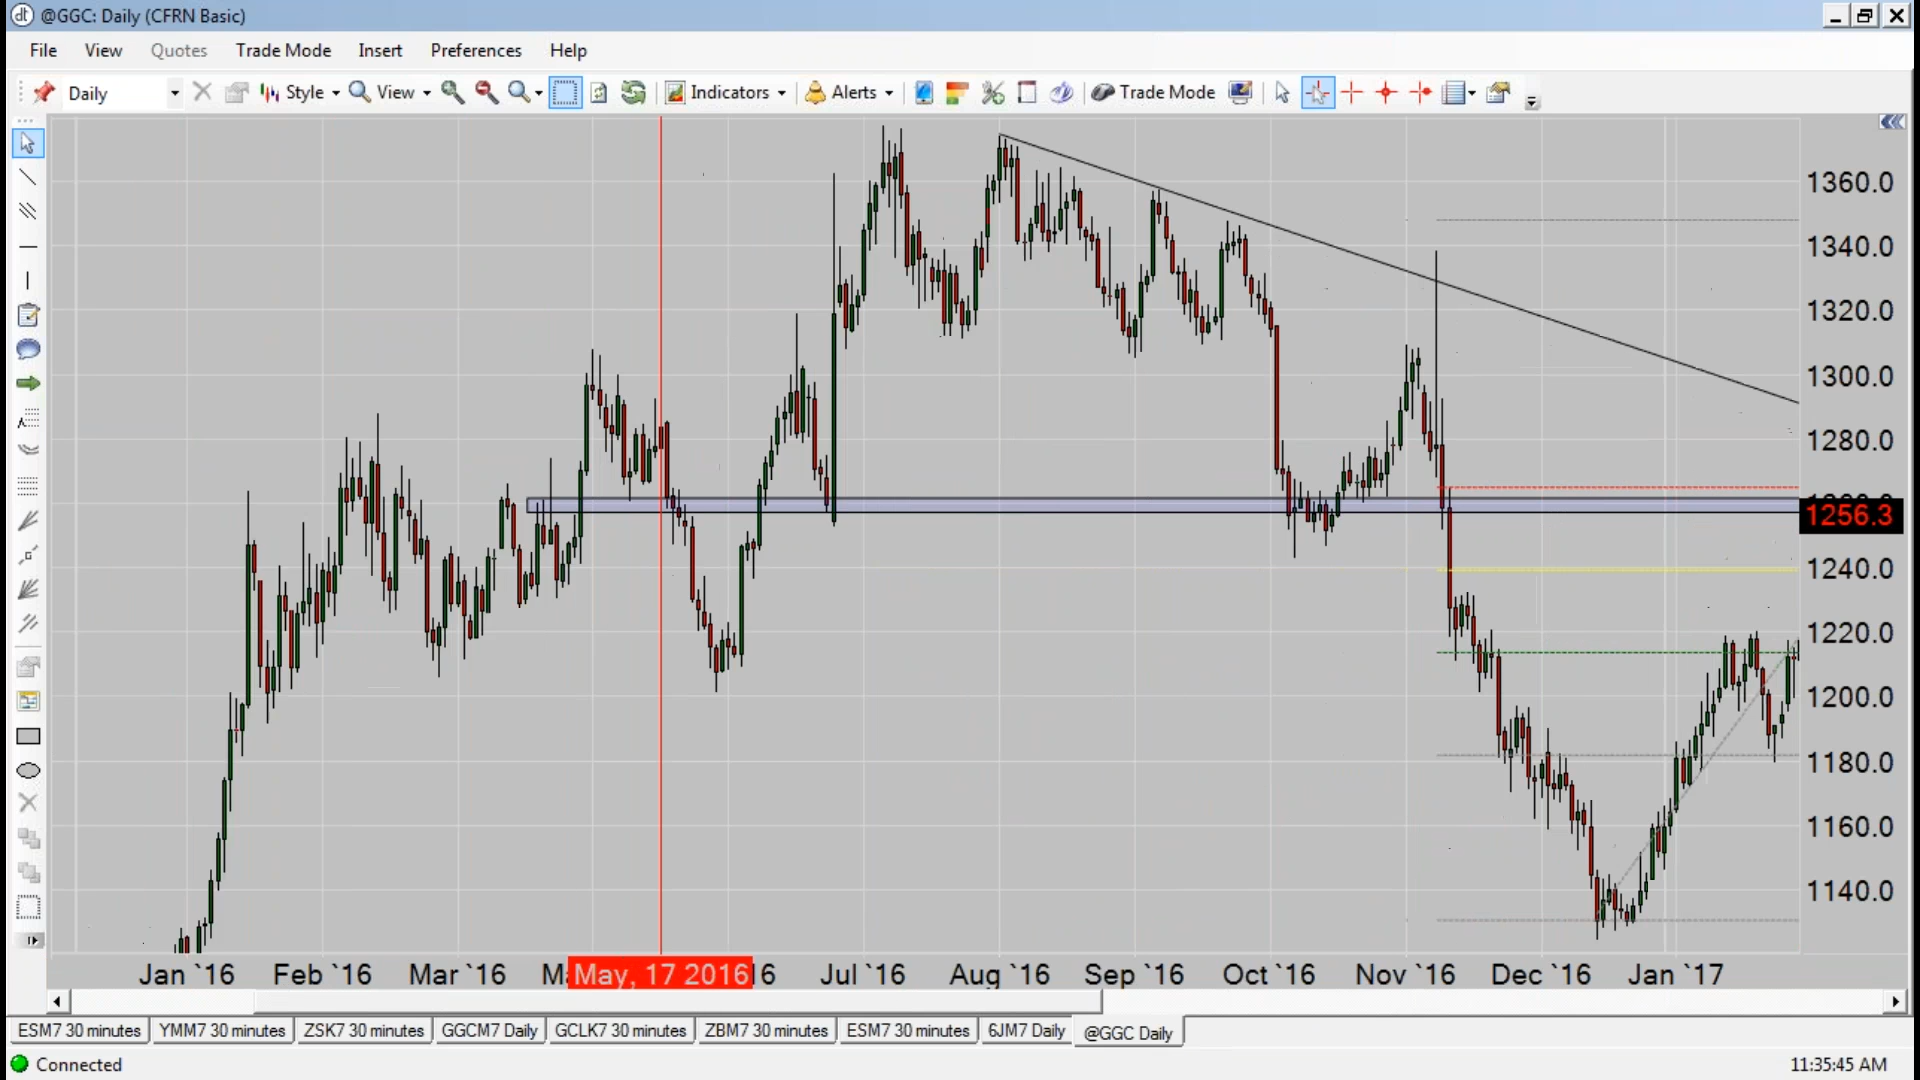 @GGC: Daily (CFRN Basic)
File View Quotes Trade Mode Insert Preferences Help
Daily Style View Indicators Alerts Trade Mode
1360.0
1340.0
1320.0
1300.0
1280.0
1256.3
1240.0
1220.0
1200.0
1180.0
1160.0
1140.0
Jan `16 Feb `16 Mar `16 May, 17 2016 Jul `16 Aug `16 Sep `16 Oct `16 Nov `16 Dec `16 Jan `17
ESM7 30 minutes YMM7 30 minutes ZSK7 30 minutes GGCM7 Daily GCLK7 30 minutes ZBM7 30 minutes ESM7 30 minutes 6JM7 Daily @GGC Daily
Connected 11:35:45 AM